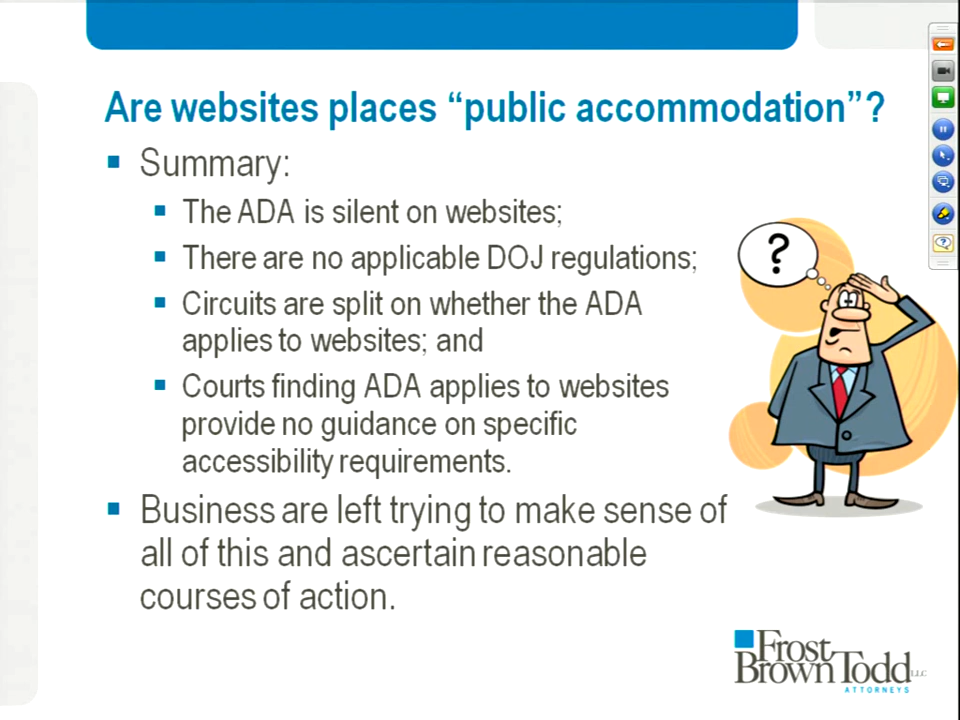 Are websites places “public accommodation”?
Summary:
The ADA is silent on websites;
There are no applicable DOJ regulations;
Circuits are split on whether the ADA
applies to websites; and
Courts finding ADA applies to websites
provide no guidance on specific
accessibility requirements.
Business are left trying to make sense of
all of this and ascertain reasonable
courses of action.
?
Frost
Brown Todd LLC
ATTORNEYS